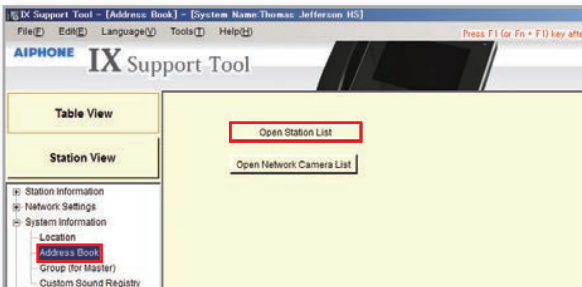 IX Support Tool - [Address Book] - [System Name:Thomas Jefferson HS]
File(F) Edit(E) Language(V) Tools(T) Help(H)
Press F1 (or Fn + F1) key afte
AIPHONE
IX Support Tool
Table View
Station View
Open Station List
Open Network Camera List
Station Information
Network Settings
System Information
Location
Address Book
Group (for Master)
Custom Sound Registry